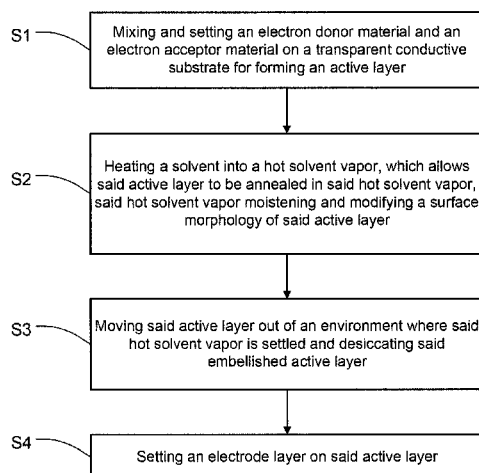 S1
Mixing and setting an electron donor material and an
electron acceptor material on a transparent conductive
substrate for forming an active layer
S2
Heating a solvent into a hot solvent vapor, which allows
said active layer to be annealed in said hot solvent vapor,
said hot solvent vapor moistening and modifying a surface
morphology of said active layer
S3
Moving said active layer out of an environment where said
hot solvent vapor is settled and desiccating said
embellished active layer
S4
Setting an electrode layer on said active layer